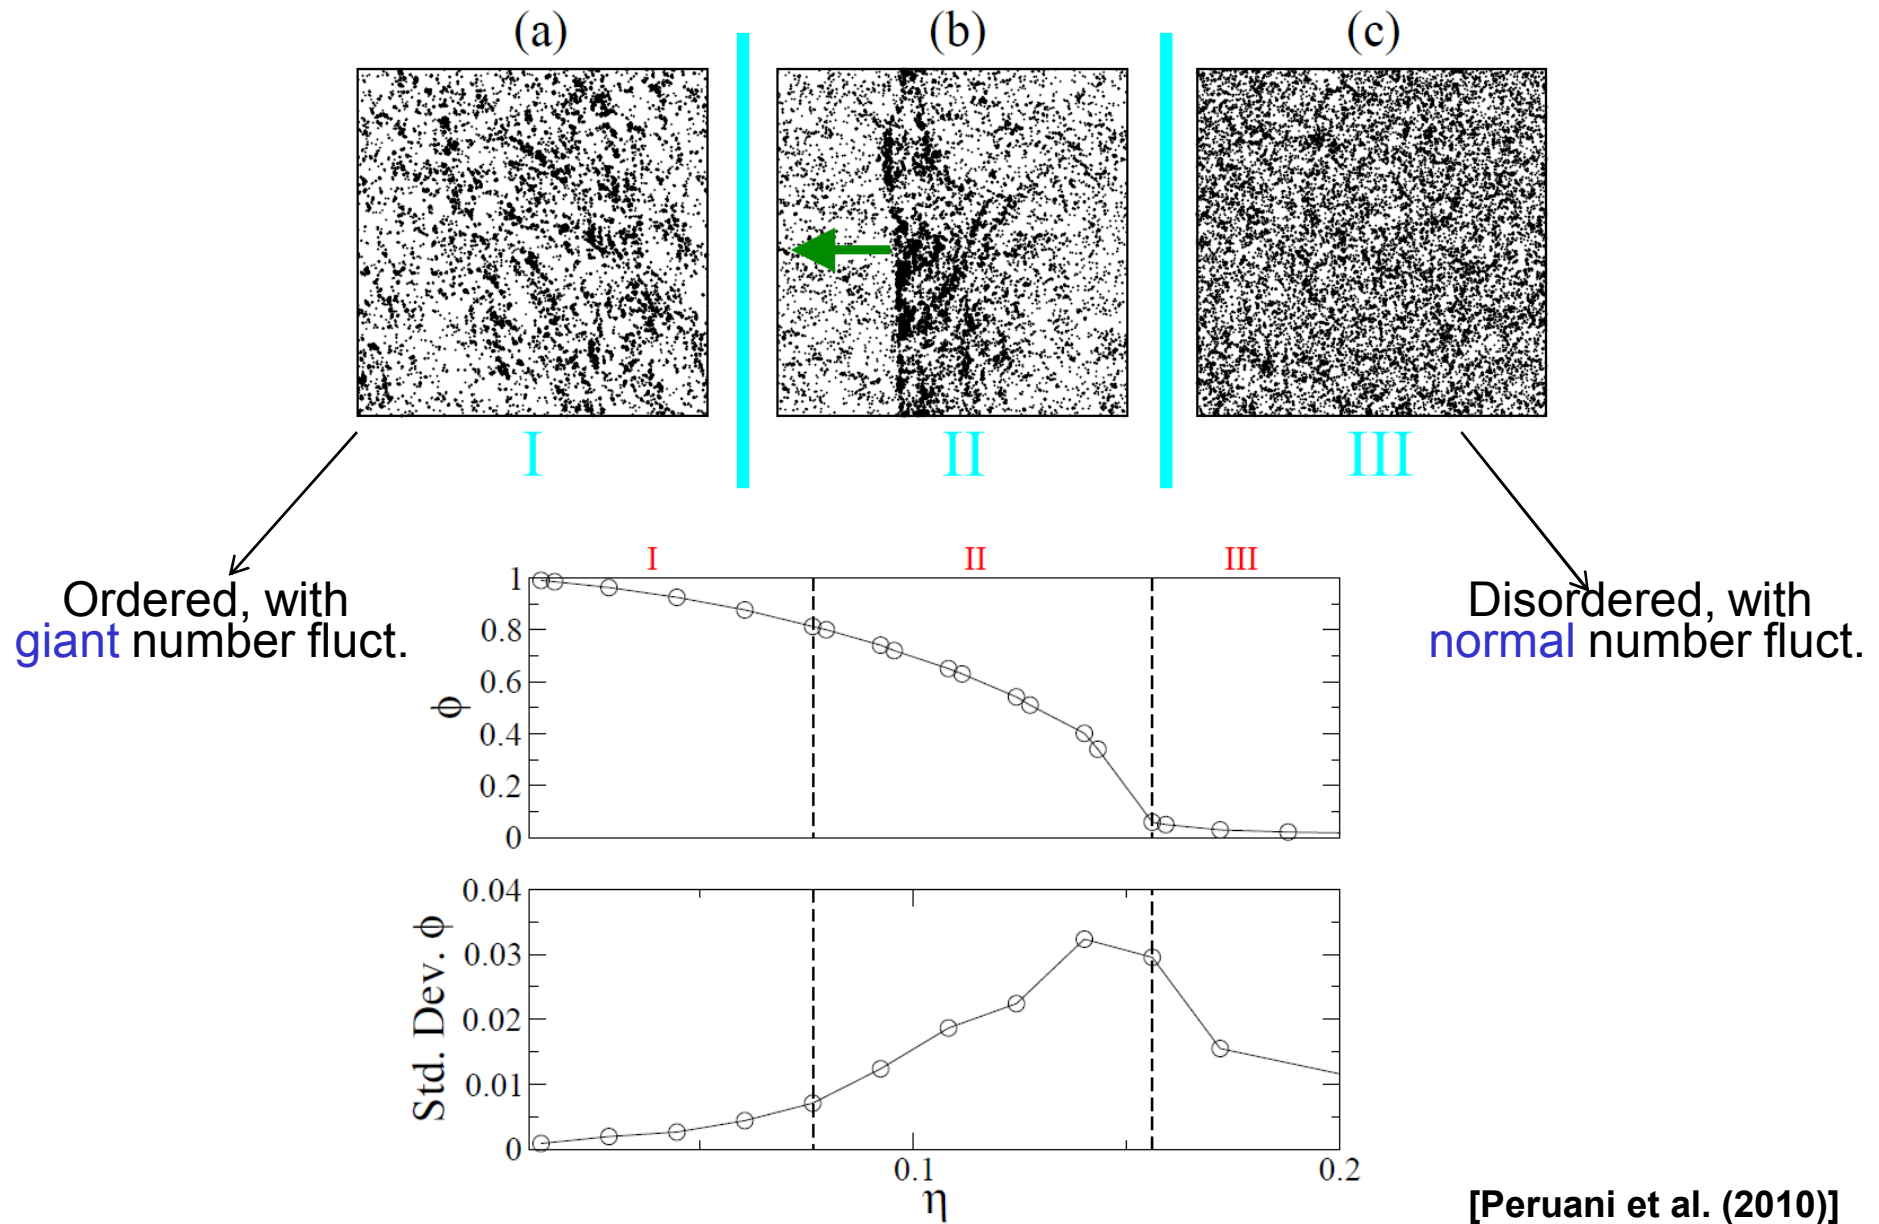 (a)
(b)
(c)
I
II
III
Ordered, with
giant number fluct.
Disordered, with
normal number fluct.
I
II
III
1
0.8
0.6
0.4
0.2
0
ϕ
0.04
0.03
0.02
0.01
0
Std. Dev. ϕ
0.1
0.2
η
[Peruani et al. (2010)]